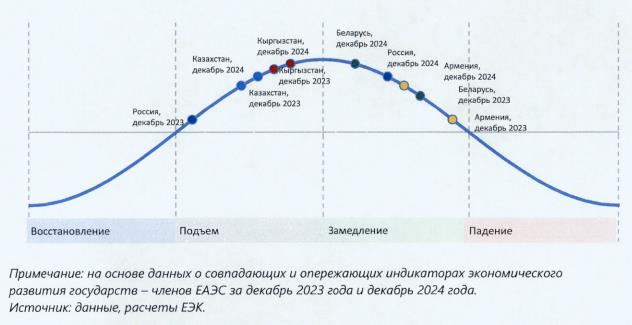 Кыргызстан,
декабрь 2024
Беларусь,
декабрь 2024
Казахстан,
декабрь 2024
Россия,
декабрь 2024
Армения,
декабрь 2024
Кыргызстан,
декабрь 2023
Казахстан,
декабрь 2023
Беларусь,
декабрь 2023
Россия,
декабрь 2023
Армения,
декабрь 2023
Восстановление
Подъем
Замедление
Падение
Примечание: на основе данных о совпадающих и опережающих индикаторах экономического
развития государств – членов ЕАЭС за декабрь 2023 года и декабрь 2024 года.
Источник: данные, расчеты ЕЭК.